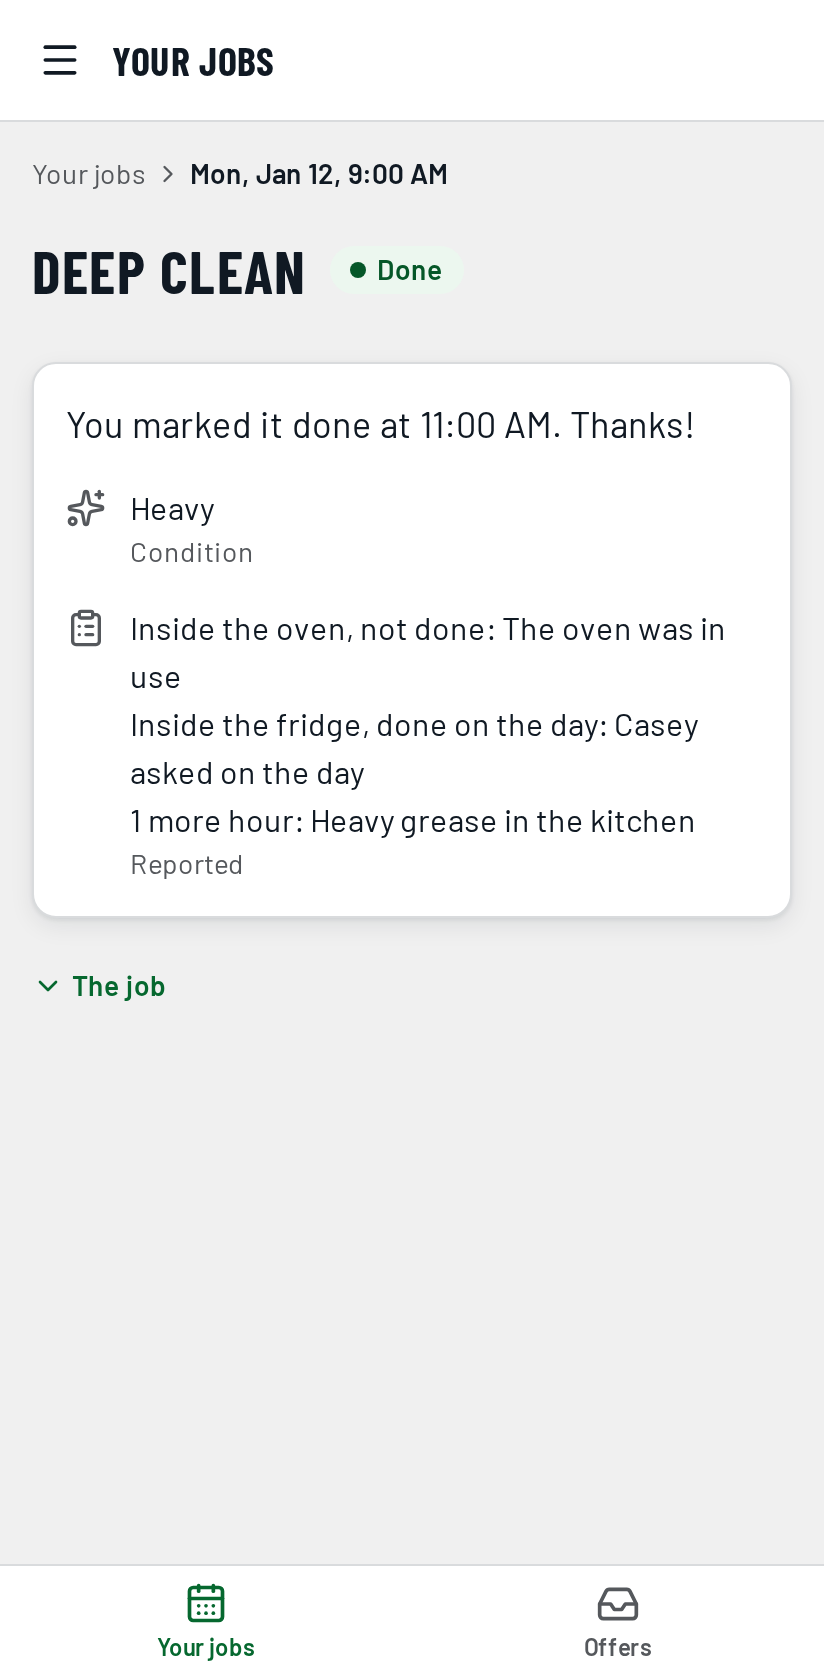 YOUR JOBS
Your jobs > Mon, Jan 12, 9:00 AM
DEEP CLEAN
Done
You marked it done at 11:00 AM. Thanks!
Heavy
Condition
Inside the oven, not done: The oven was in
use
Inside the fridge, done on the day: Casey
asked on the day
1 more hour: Heavy grease in the kitchen
Reported
The job
Your jobs
Offers